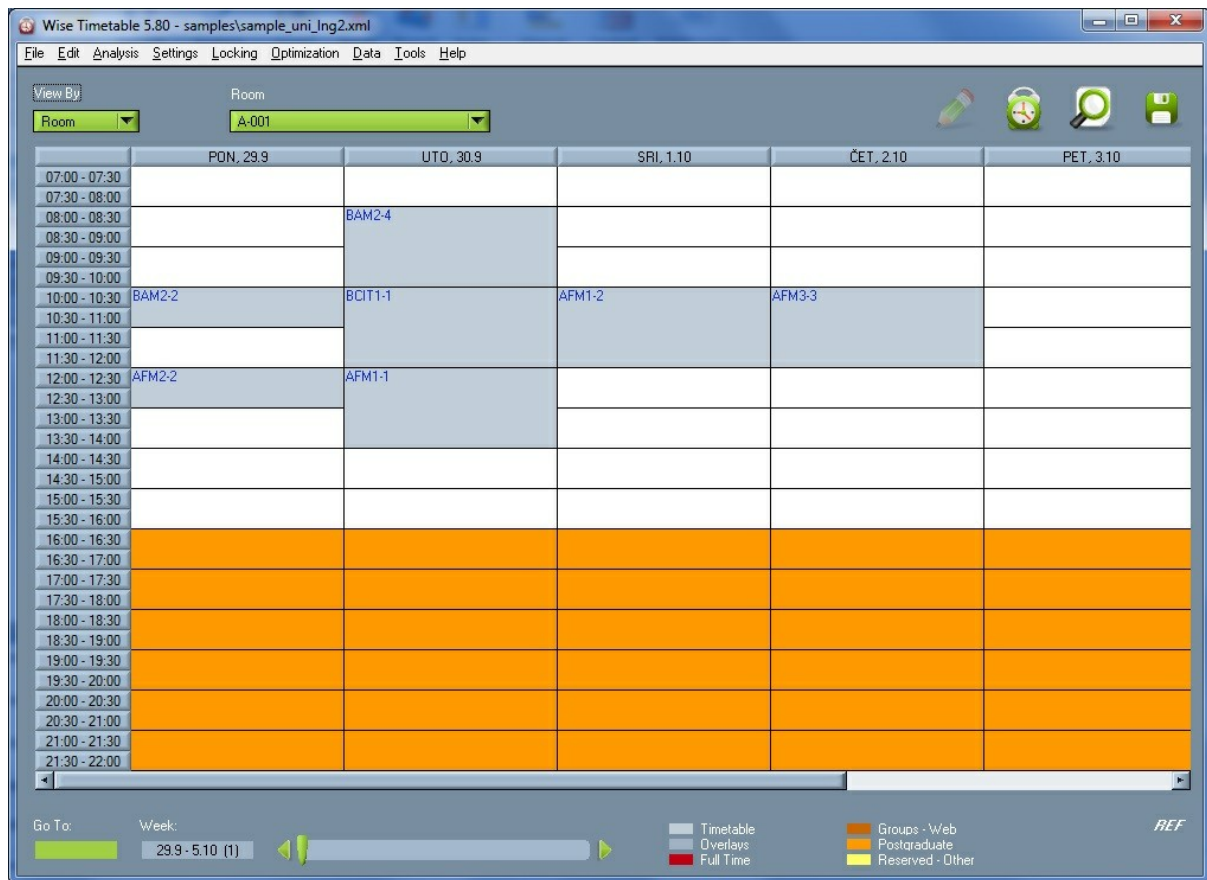 Wise Timetable 5.80 - samples\sample_uni_lng2.xml
File Edit Analysis Settings Locking Optimization Data Tools Help
View By Room
Room A-001
PON, 29.9 UTO, 30.9 SRI, 1.10 ČET, 2.10 PET, 3.10
07:00 - 07:30
07:30 - 08:00
08:00 - 08:30 BAM2-4
08:30 - 09:00
09:00 - 09:30
09:30 - 10:00
10:00 - 10:30 BAM2-2 BCIT1-1 AFM1-2 AFM3-3
10:30 - 11:00
11:00 - 11:30
11:30 - 12:00
12:00 - 12:30 AFM2-2 AFM1-1
12:30 - 13:00
13:00 - 13:30
13:30 - 14:00
14:00 - 14:30
14:30 - 15:00
15:00 - 15:30
15:30 - 16:00
16:00 - 16:30
16:30 - 17:00
17:00 - 17:30
17:30 - 18:00
18:00 - 18:30
18:30 - 19:00
19:00 - 19:30
19:30 - 20:00
20:00 - 20:30
20:30 - 21:00
21:00 - 21:30
21:30 - 22:00
Go To: Week: Timetable Groups - Web REF
29.9 - 5.10 (1) Overlays Postgraduate
Full Time Reserved - Other